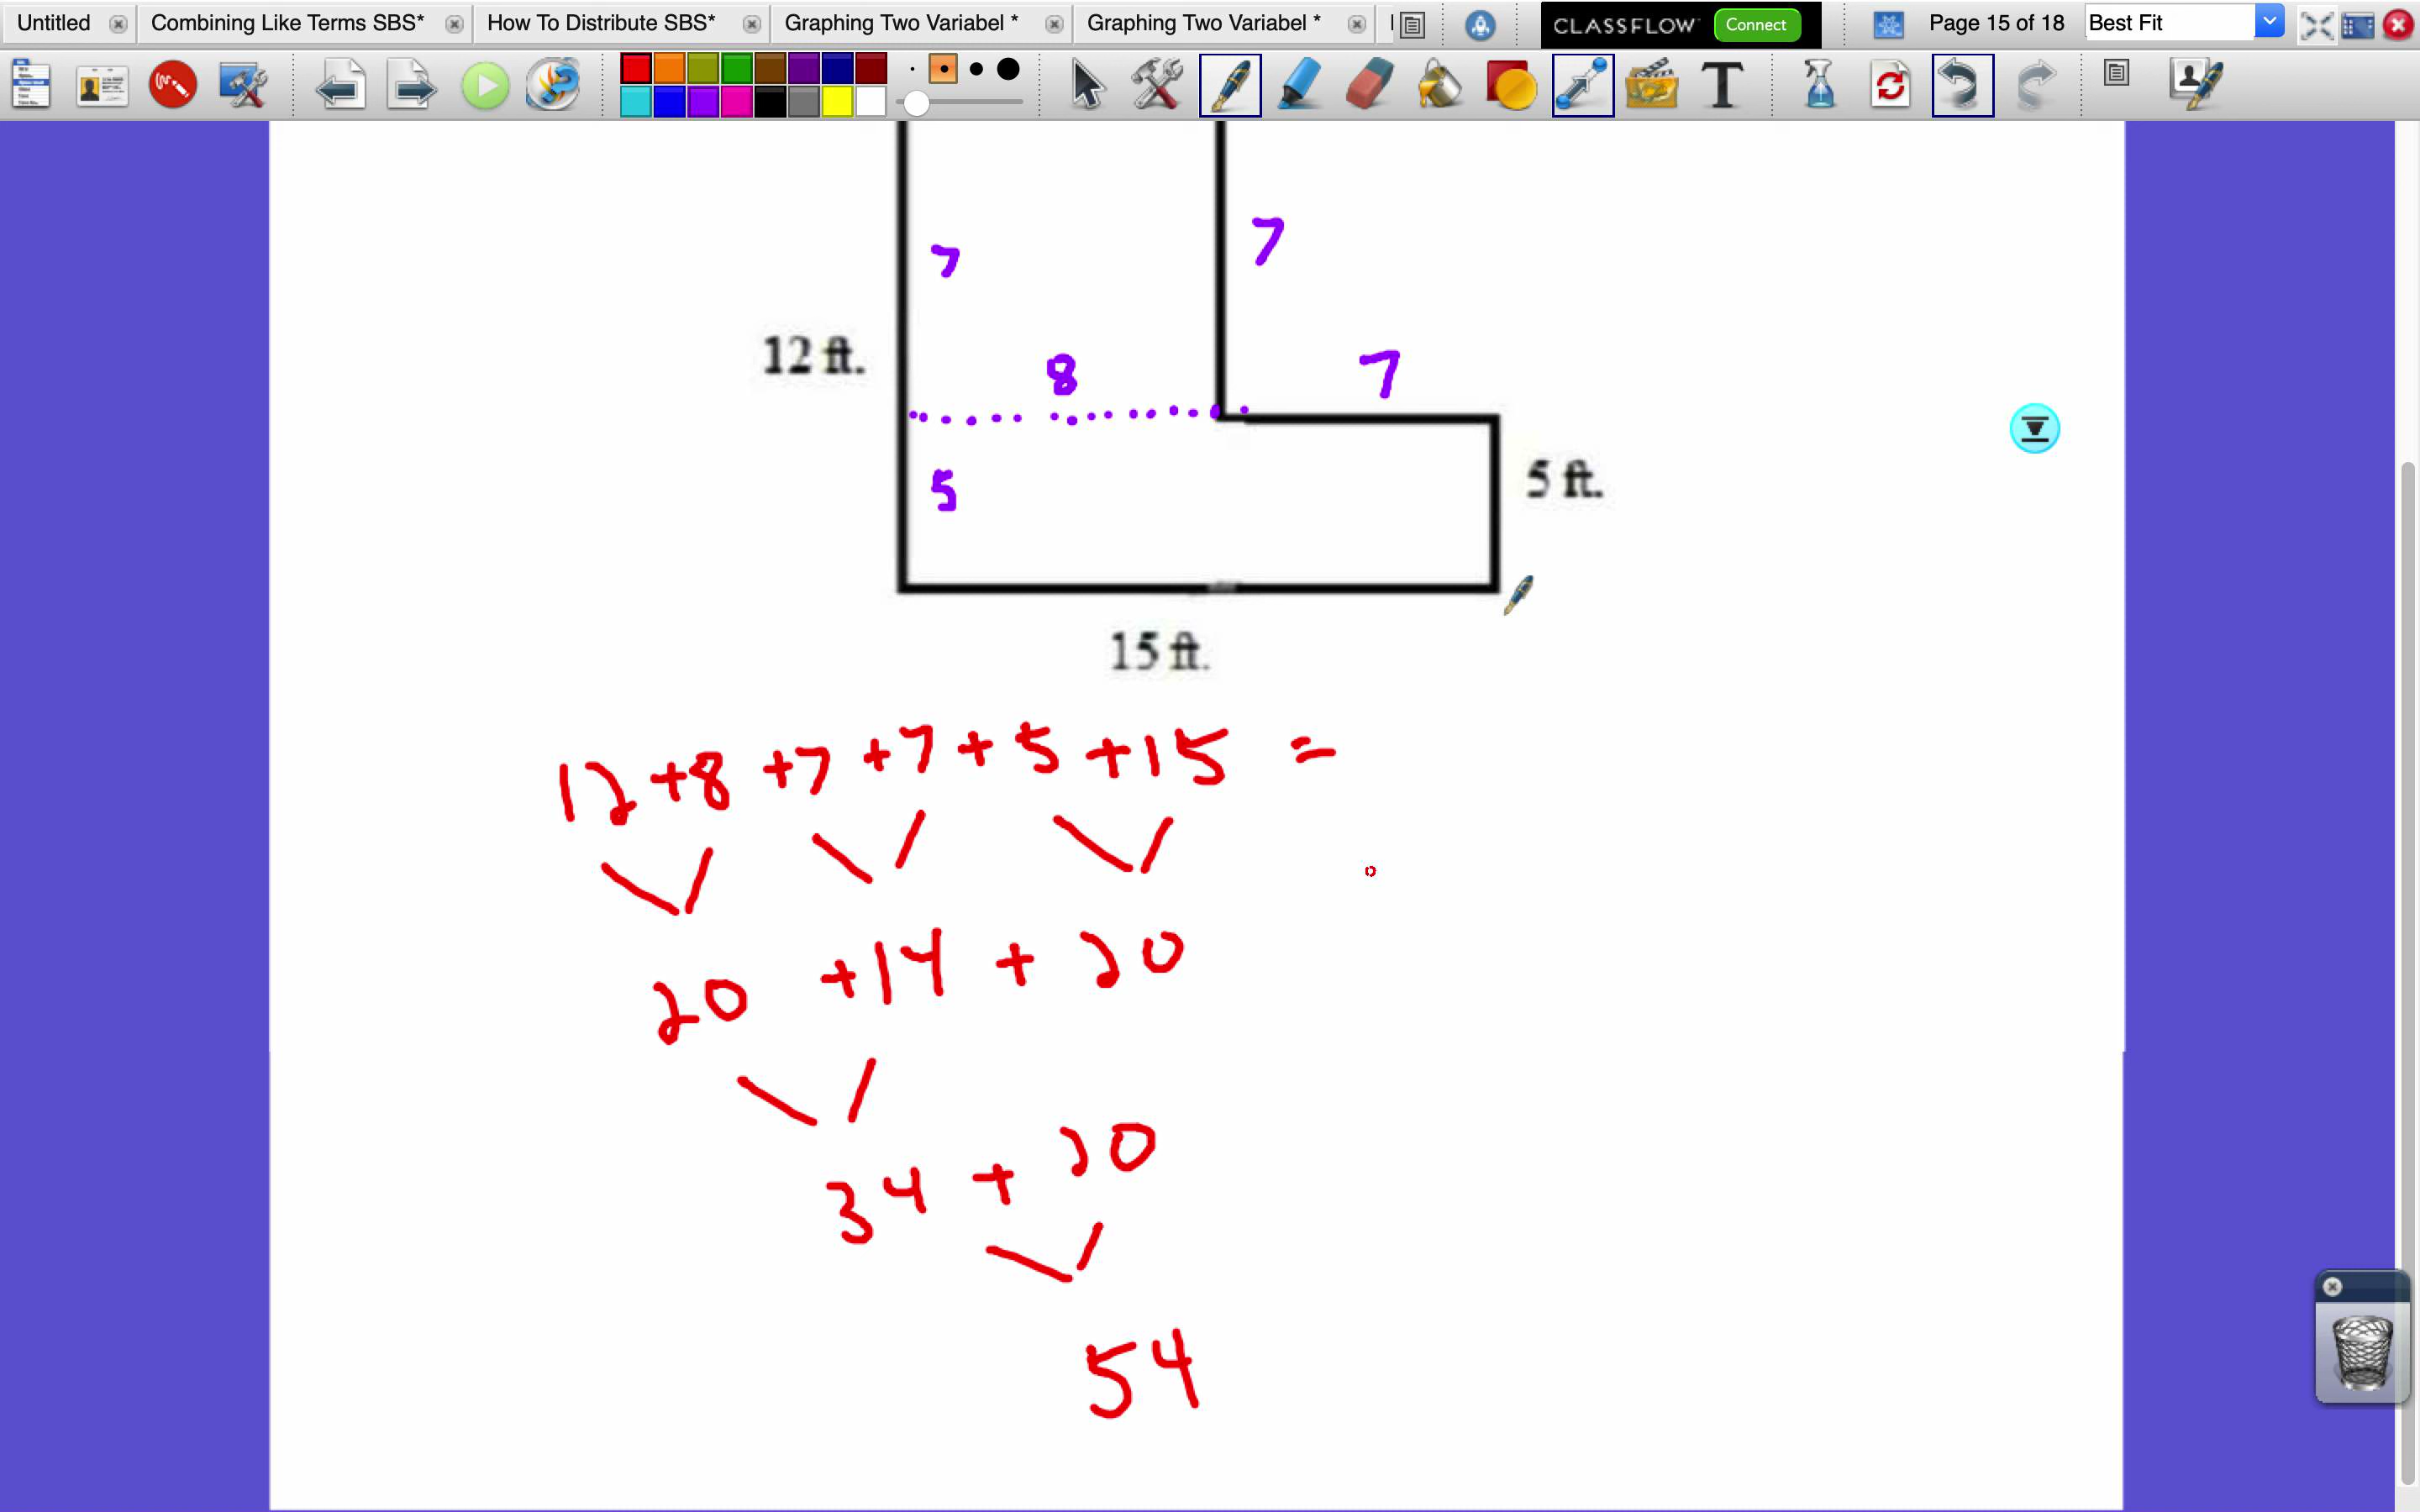 Untitled Combining Like Terms SBS* How To Distribute SBS* Graphing Two Variabel * Graphing Two Variabel * CLASSFLOW Connect Page 15 of 18 Best Fit
T
7 7
12 ft. 8 7
5 5 ft.
15 ft.
12 +8 +7 +7 + 5 +15 =
20 +14 + 20
34 + 20
54